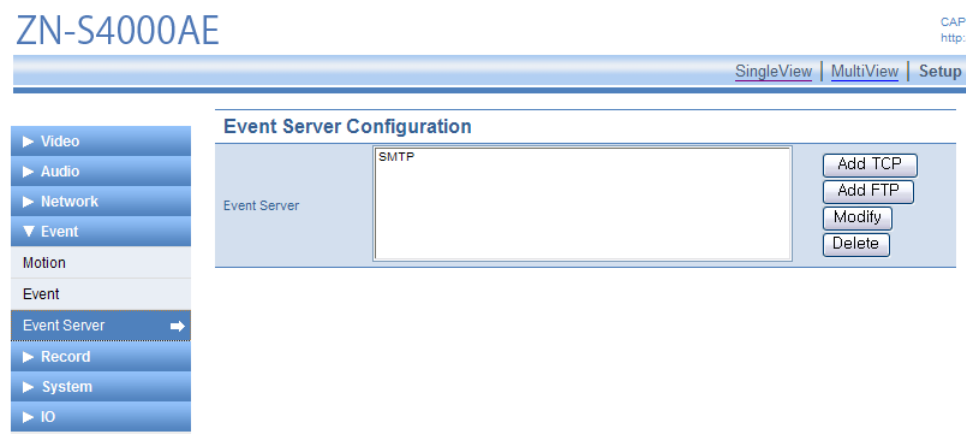 ZN-S4000AE
CAP
http:
SingleView | MultiView | Setup
Video
Audio
Network
Event
Motion
Event
Event Server
Record
System
IO
Event Server Configuration
Event Server
SMTP
Add TCP
Add FTP
Modify
Delete